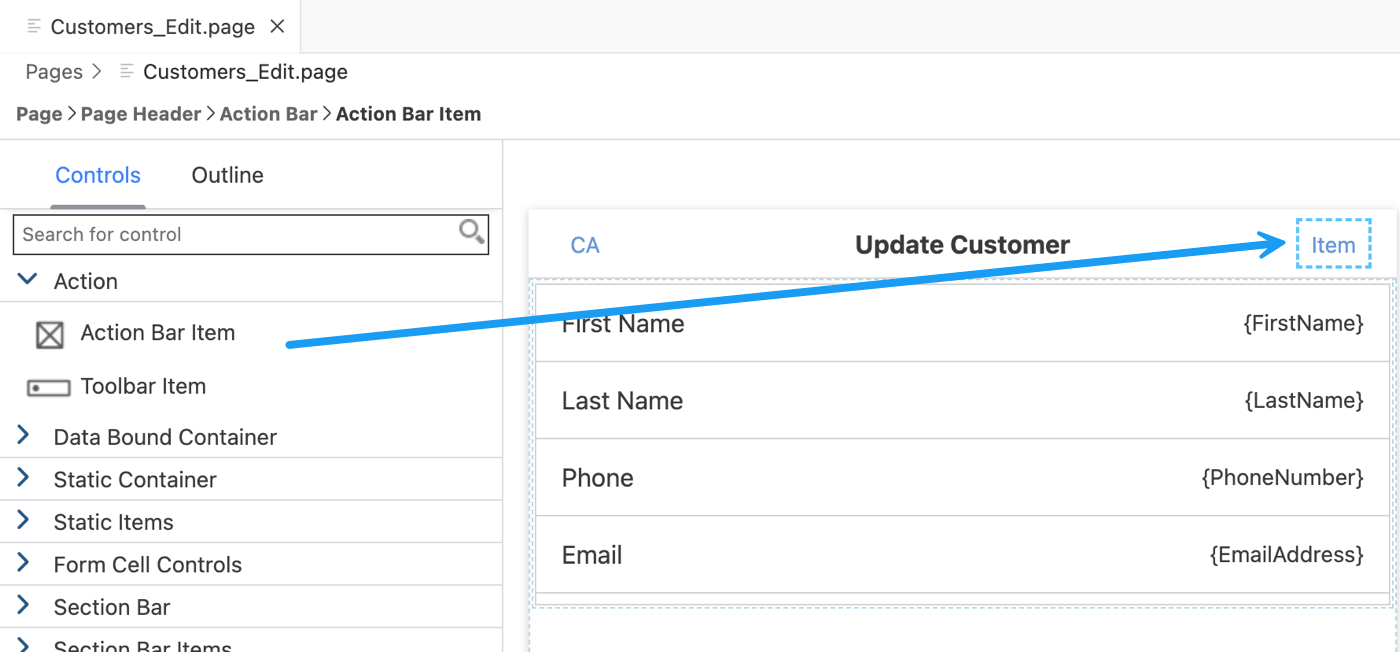 Customers_Edit.page
Pages > Customers_Edit.page
Page > Page Header > Action Bar > Action Bar Item
Controls Outline
Search for control
Action
Action Bar Item
Toolbar Item
Data Bound Container
Static Container
Static Items
Form Cell Controls
Section Bar
Section Bar Items
CA Update Customer Item
First Name {FirstName}
Last Name {LastName}
Phone {PhoneNumber}
Email {EmailAddress}